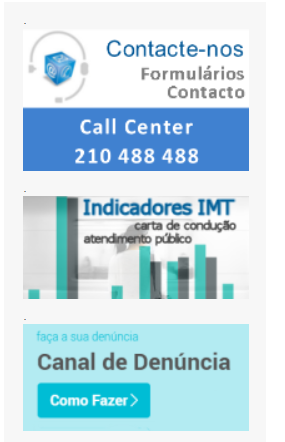 Contacte-nos
Formulários
Contacto
Call Center
210 488 488
Indicadores IMT
carta de condução
atendimento público
faça a sua denúncia
Canal de Denúncia
Como Fazer >